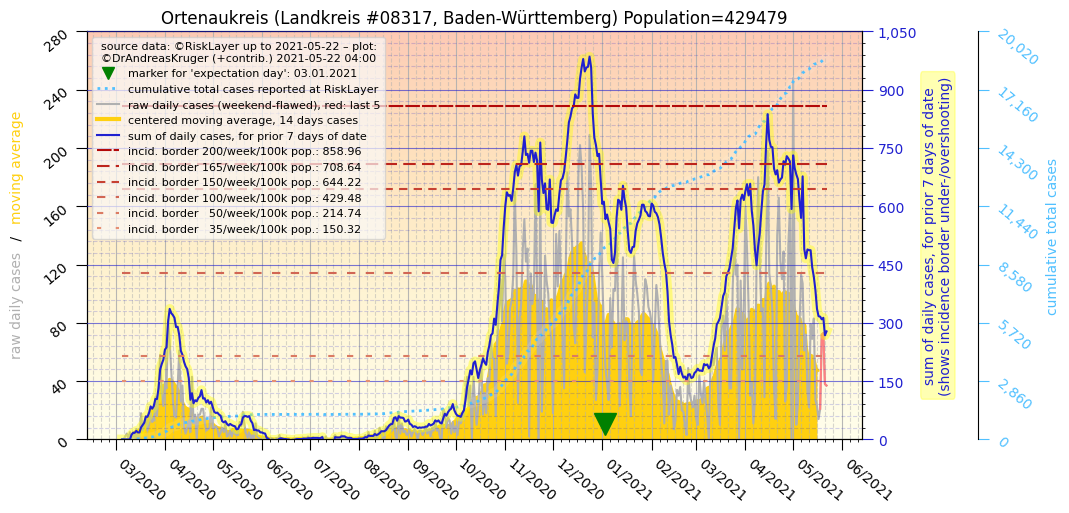 Ortenaukreis (Landkreis #08317, Baden-Württemberg) Population=429479
source data: ©RiskLayer up to 2021-05-22 – plot:
©DrAndreasKruger (+contrib.) 2021-05-22 04:00
marker for 'expectation day': 03.01.2021
cumulative total cases reported at RiskLayer
raw daily cases (weekend-flawed), red: last 5
centered moving average, 14 days cases
sum of daily cases, for prior 7 days of date
incid. border 200/week/100k pop.: 858.96
incid. border 165/week/100k pop.: 708.64
incid. border 150/week/100k pop.: 644.22
incid. border 100/week/100k pop.: 429.48
incid. border 50/week/100k pop.: 214.74
incid. border 35/week/100k pop.: 150.32
raw daily cases / moving average
280
240
200
160
120
80
40
0
03/2020
04/2020
05/2020
06/2020
07/2020
08/2020
09/2020
10/2020
11/2020
12/2020
01/2021
02/2021
03/2021
04/2021
05/2021
06/2021
1,050
900
750
600
450
300
150
0
sum of daily cases, for prior 7 days of date
(shows incidence border under-/overshooting)
20,020
17,160
14,300
11,440
8,580
5,720
2,860
0
cumulative total cases